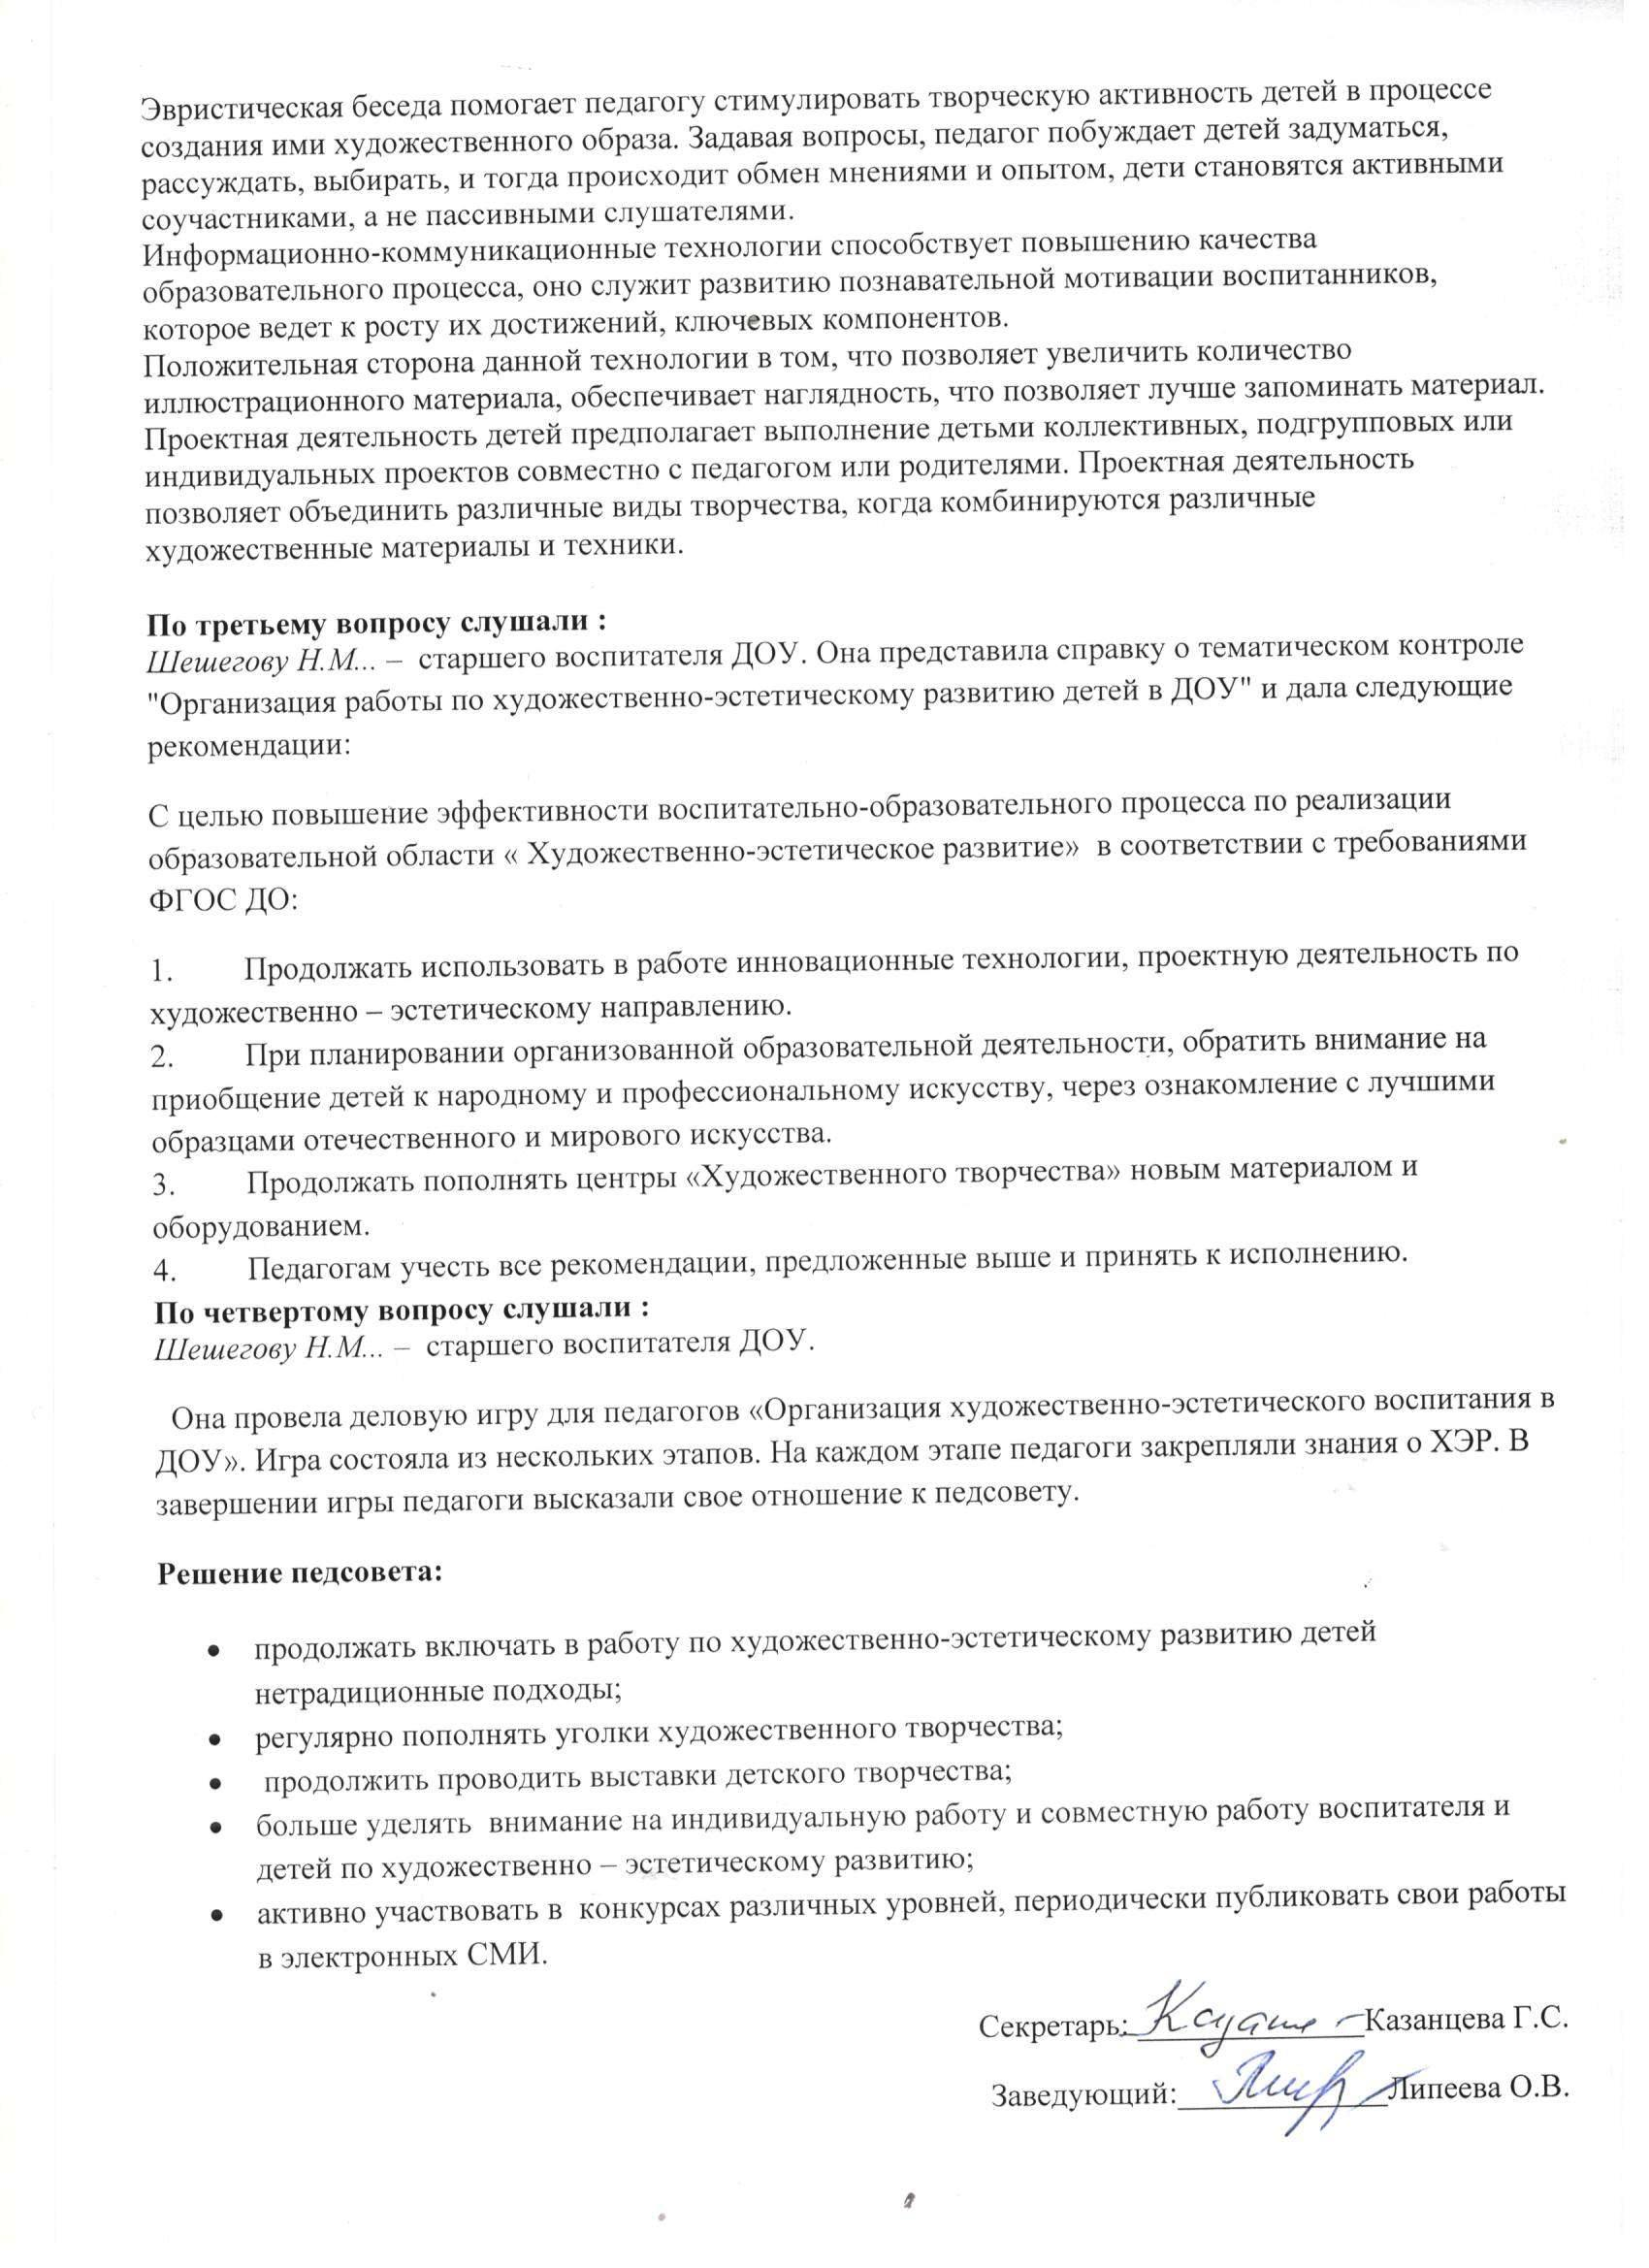 Эвристическая беседа помогает педагогу стимулировать творческую активность детей в процессе
создания ими художественного образа. Задавая вопросы, педагог побуждает детей задуматься,
рассуждать, выбирать, и тогда происходит обмен мнениями и опытом, дети становятся активными
соучастниками, а не пассивными слушателями.
Информационно-коммуникационные технологии способствует повышению качества
образовательного процесса, оно служит развитию познавательной мотивации воспитанников,
которое ведет к росту их достижений, ключевых компонентов.
Положительная сторона данной технологии в том, что позволяет увеличить количество
иллюстрационного материала, обеспечивает наглядность, что позволяет лучше запоминать материал.
Проектная деятельность детей предполагает выполнение детьми коллективных, подгрупповых или
индивидуальных проектов совместно с педагогом или родителями. Проектная деятельность
позволяет объединить различные виды творчества, когда комбинируются различные
художественные материалы и техники.
По третьему вопросу слушали :
Шешегову Н.М... – старшего воспитателя ДОУ. Она представила справку о тематическом контроле
"Организация работы по художественно-эстетическому развитию детей в ДОУ" и дала следующие
рекомендации:
С целью повышение эффективности воспитательно-образовательного процесса по реализации
образовательной области « Художественно-эстетическое развитие» в соответствии с требованиями
ФГОС ДО:
1. Продолжать использовать в работе инновационные технологии, проектную деятельность по
художественно – эстетическому направлению.
2. При планировании организованной образовательной деятельности, обратить внимание на
приобщение детей к народному и профессиональному искусству, через ознакомление с лучшими
образцами отечественного и мирового искусства.
3. Продолжать пополнять центры «Художественного творчества» новым материалом и
оборудованием.
4. Педагогам учесть все рекомендации, предложенные выше и принять к исполнению.
По четвертому вопросу слушали :
Шешегову Н.М... – старшего воспитателя ДОУ.
Она провела деловую игру для педагогов «Организация художественно-эстетического воспитания в
ДОУ». Игра состояла из нескольких этапов. На каждом этапе педагоги закрепляли знания о ХЭР. В
завершении игры педагоги высказали свое отношение к педсовету.
Решение педсовета:
• продолжать включать в работу по художественно-эстетическому развитию детей
нетрадиционные подходы;
• регулярно пополнять уголки художественного творчества;
• продолжить проводить выставки детского творчества;
• больше уделять внимание на индивидуальную работу и совместную работу воспитателя и
детей по художественно – эстетическому развитию;
• активно участвовать в конкурсах различных уровней, периодически публиковать свои работы
в электронных СМИ.
Секретарь: Казанцева Г.С.
Заведующий: Липеева О.В.